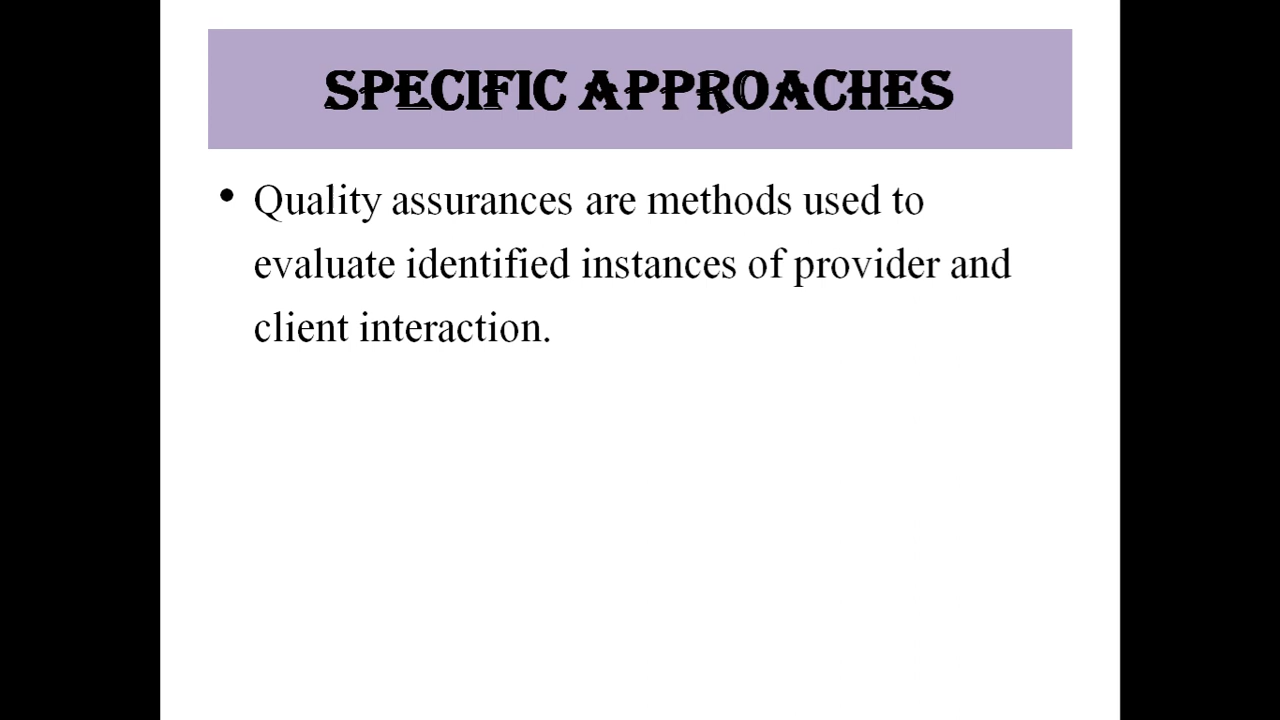 SPECIFIC APPROACHES
• Quality assurances are methods used to
evaluate identified instances of provider and
client interaction.